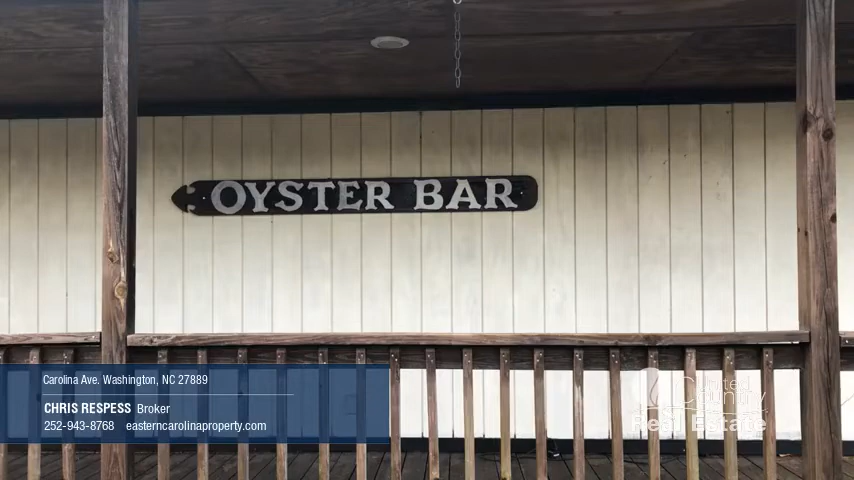 OYSTER BAR
Carolina Ave. Washington, NC 27889
CHRIS RESPESS Broker
252-943-8768 easterncarolinaproperty.com
United
Country
Real Estate